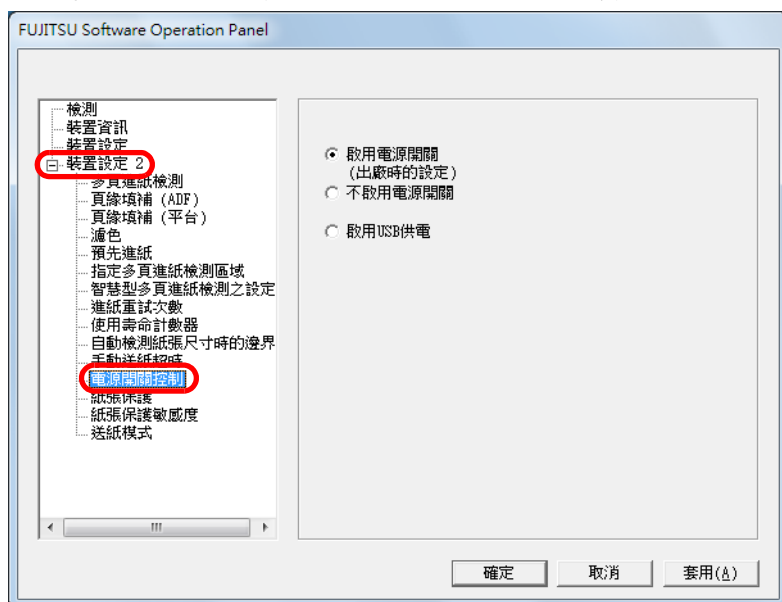 FUJITSU Software Operation Panel
檢測
裝置資訊
裝置設定
裝置設定 2
多頁進紙檢測
頁緣填補 (ADF)
頁緣填補 (平台)
濾色
預先進紙
指定多頁進紙檢測區域
智慧型多頁進紙檢測之設定
進紙重試次數
使用壽命計數器
自動檢測紙張尺寸時的邊界
手動送紙超時
電源開關控制
紙張保護
紙張保護敏感度
送紙模式
啟用電源開關
(出廠時的設定)
不啟用電源開關
啟用USB供電
確定
取消
套用(A)